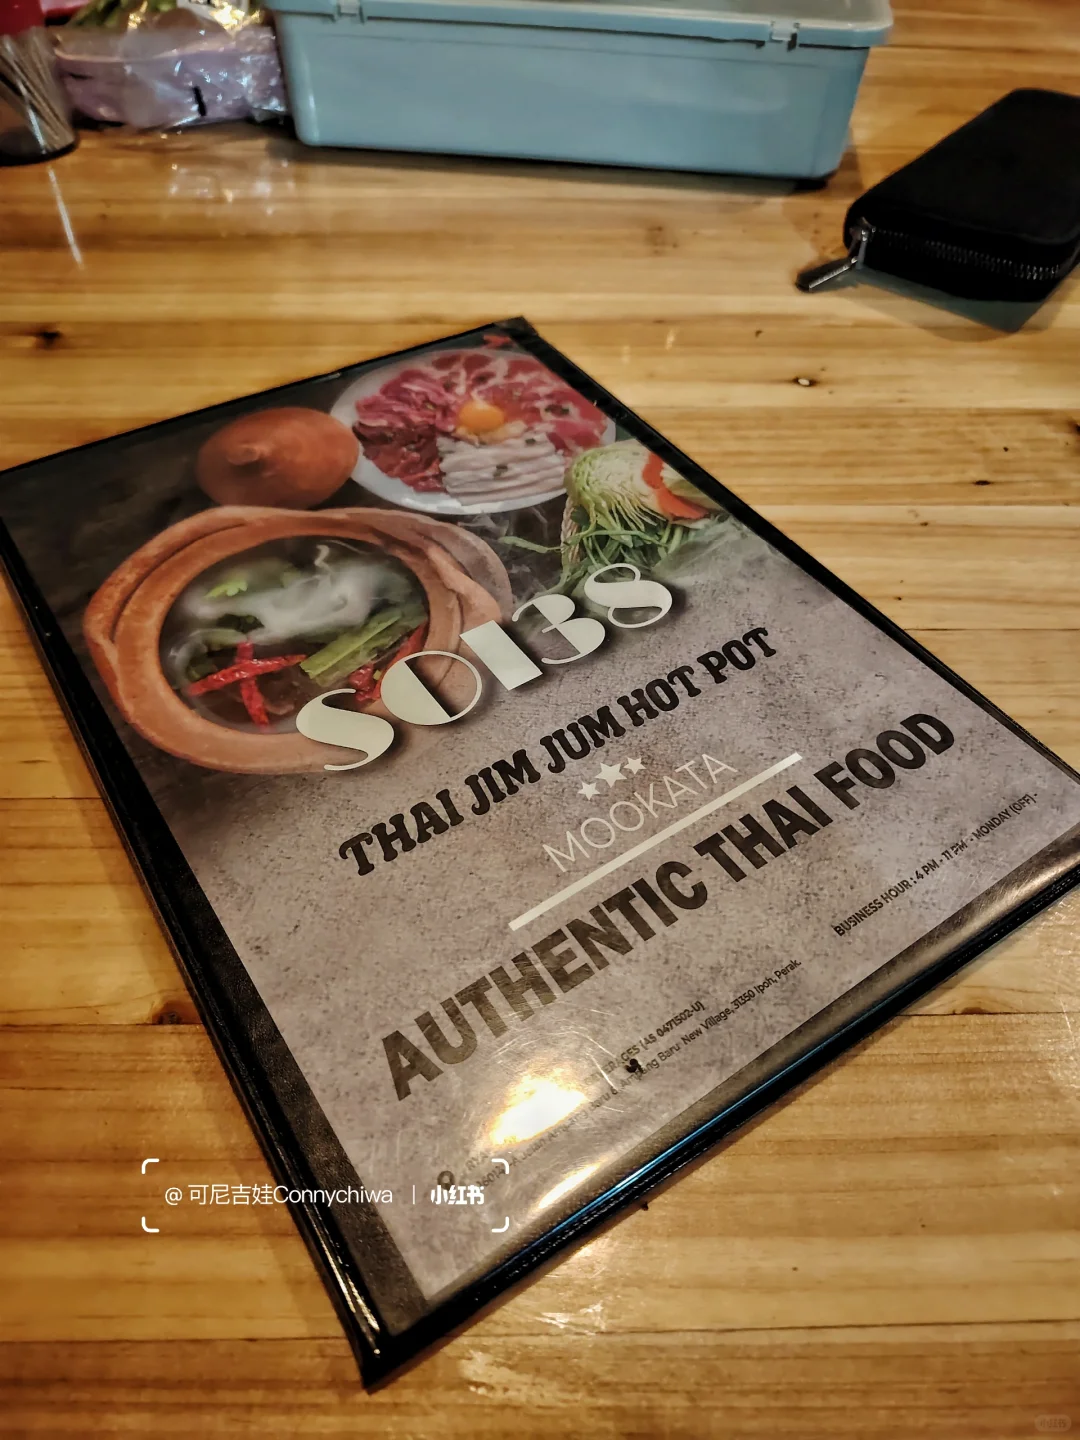 SOI38
THAI JIM JUM HOT POT
MOOKATA
AUTHENTIC THAI FOOD
BUSINESS HOUR : 4 PM - 11 PM - MONDAY (OFF) -
(AS 0471502-U)
Baru New Village, 31350 Ipoh, Perak.
@可尼吉娃Connychiwa | 小红书